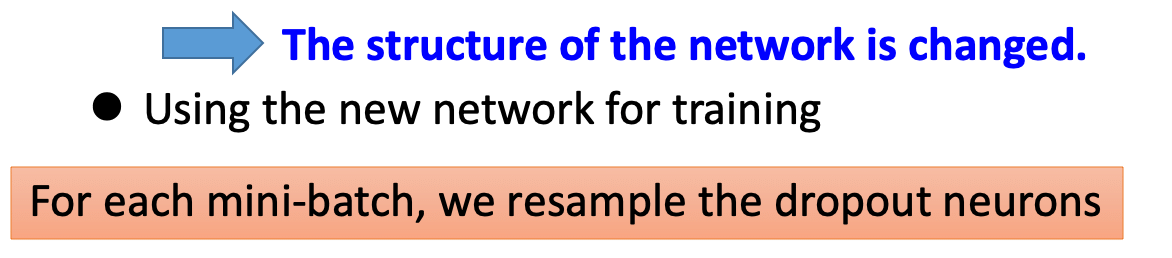 The structure of the network is changed.
● Using the new network for training
For each mini-batch, we resample the dropout neurons